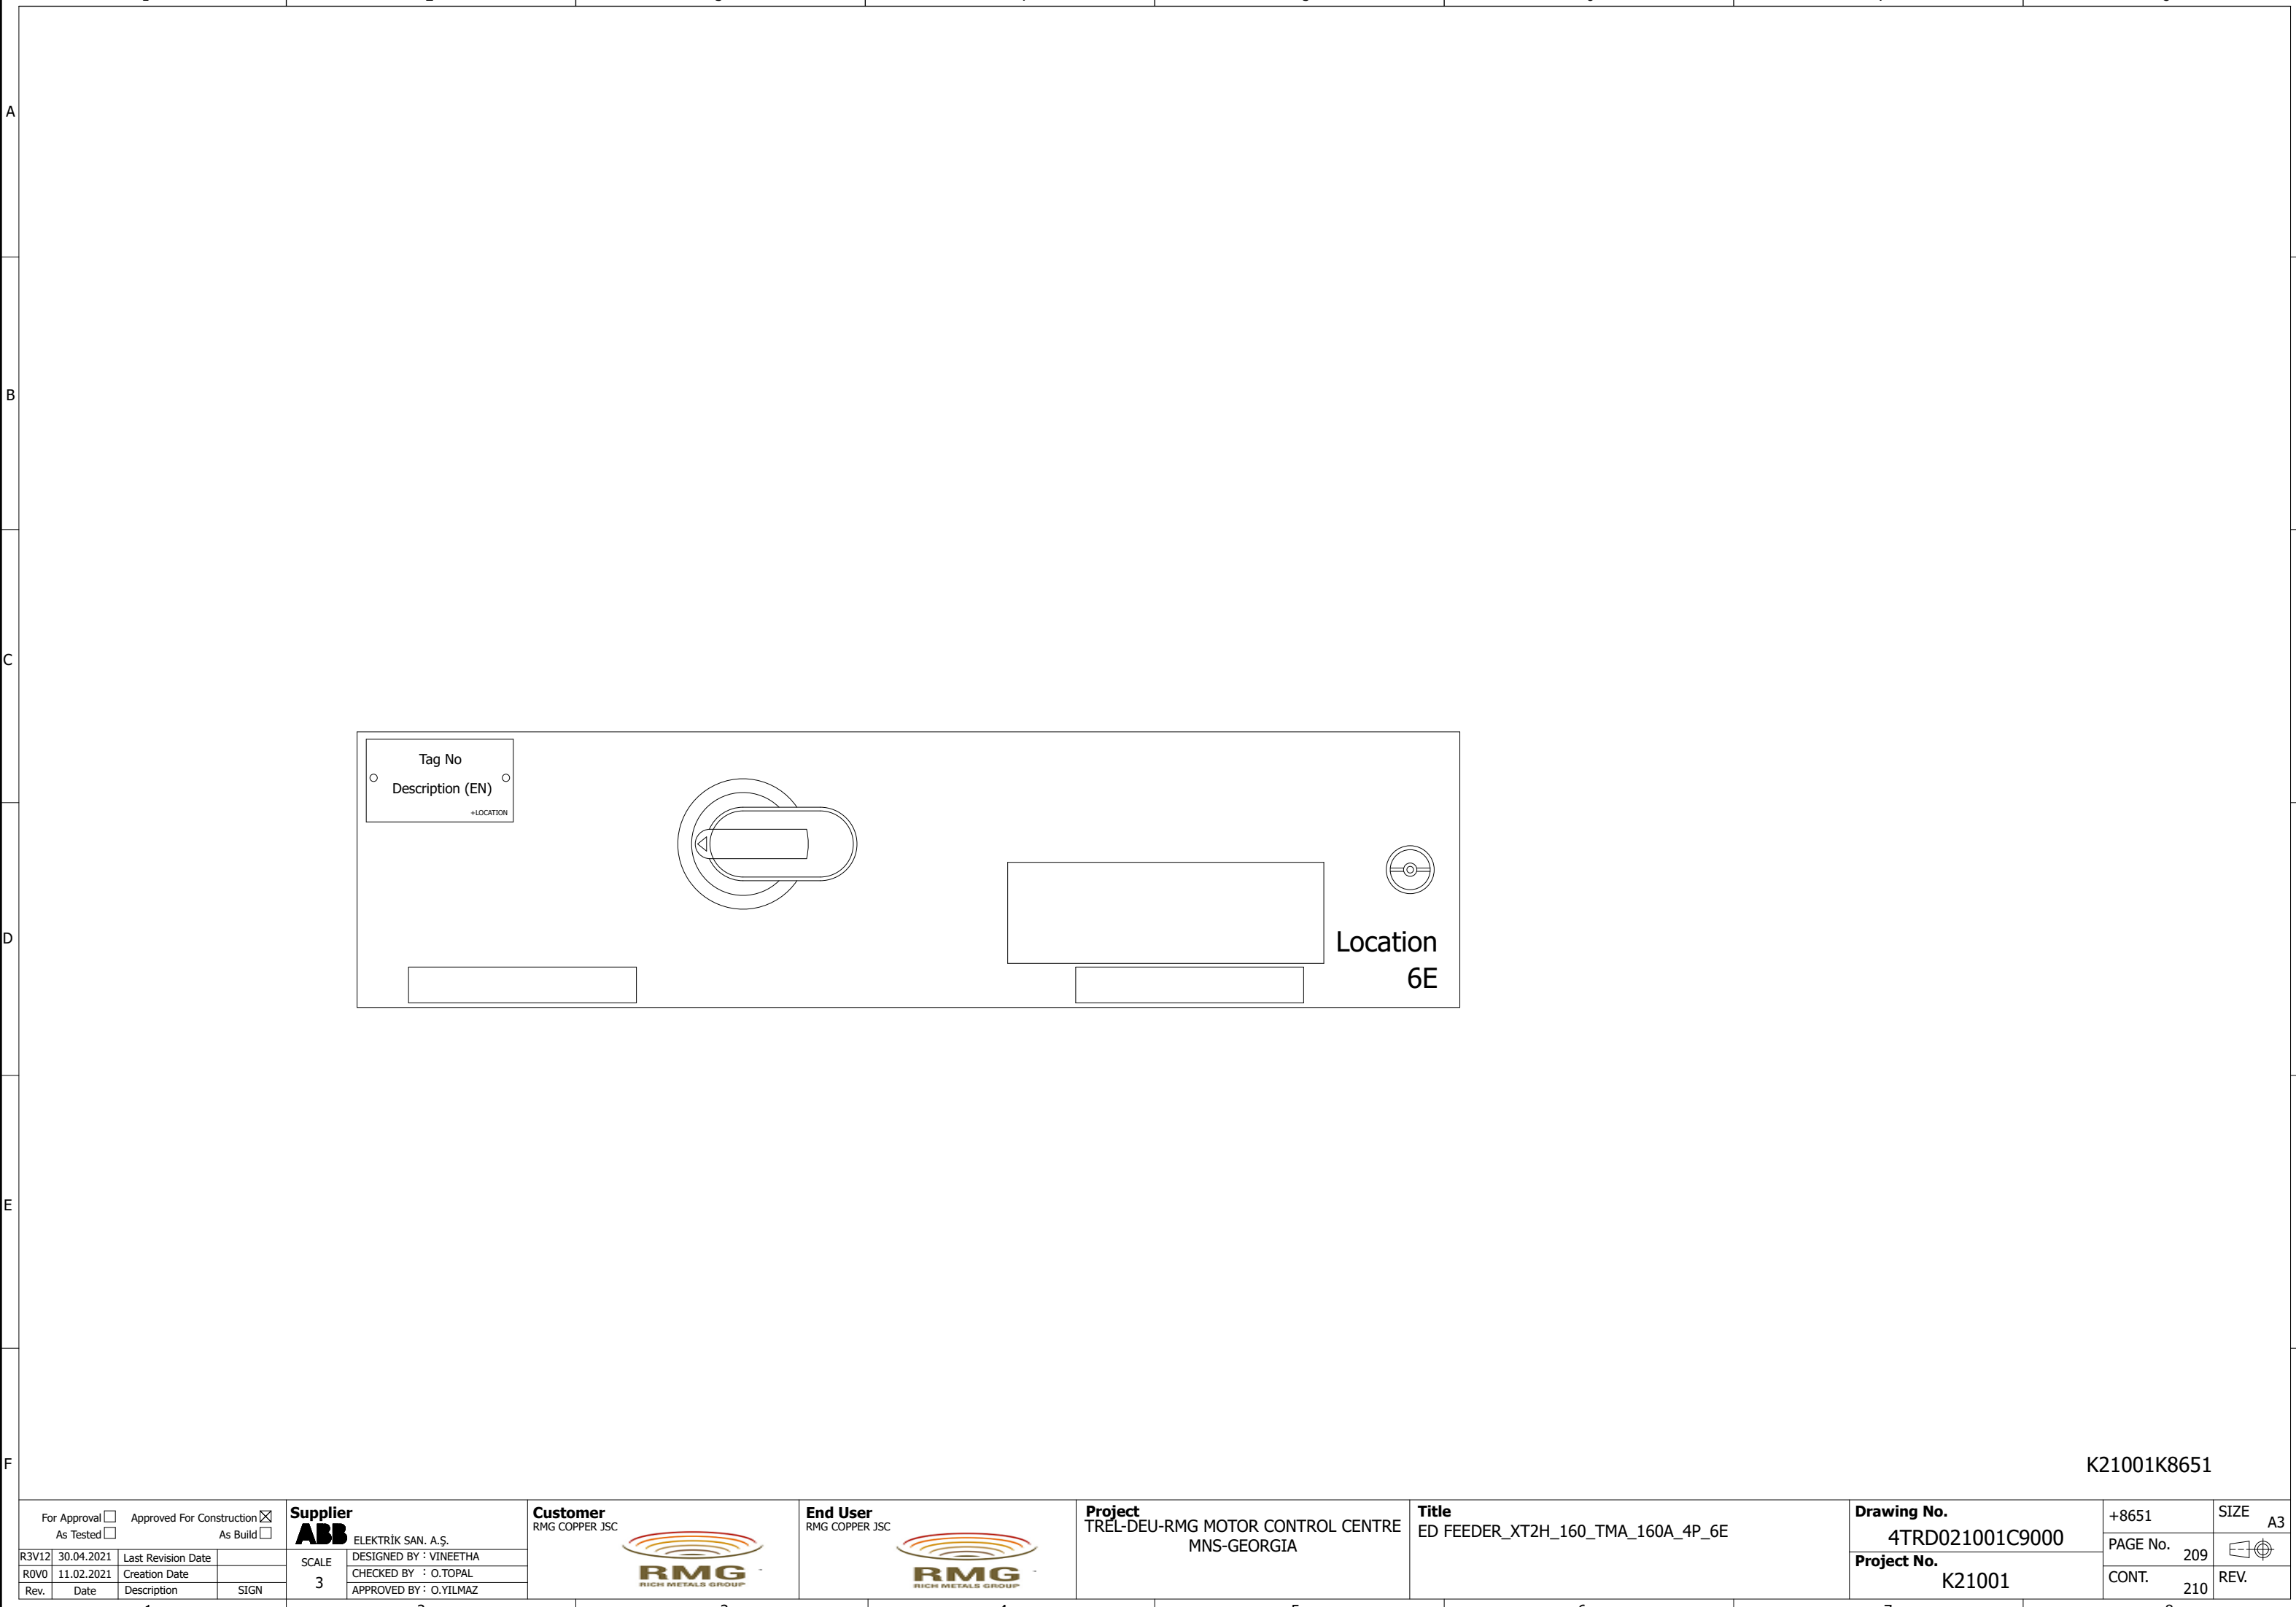 A
B
C
D
E
F
Tag No
Description (EN)
+LOCATION
Location
6E
K21001K8651
For Approval
Approved For Construction
As Tested
As Build
R3V12 30.04.2021 Last Revision Date
R0V0 11.02.2021 Creation Date
Rev. Date Description SIGN
Supplier
ABB ELEKTRİK SAN. A.Ş.
SCALE
3
DESIGNED BY : VINEETHA
CHECKED BY : O.TOPAL
APPROVED BY : O.YILMAZ
Customer
RMG COPPER JSC
RMG
RICH METALS GROUP
End User
RMG COPPER JSC
RMG
RICH METALS GROUP
Project
TREL-DEU-RMG MOTOR CONTROL CENTRE
MNS-GEORGIA
Title
ED FEEDER_XT2H_160_TMA_160A_4P_6E
Drawing No.
4TRD021001C9000
Project No.
K21001
+8651
PAGE No. 209
CONT. 210
SIZE A3
REV.